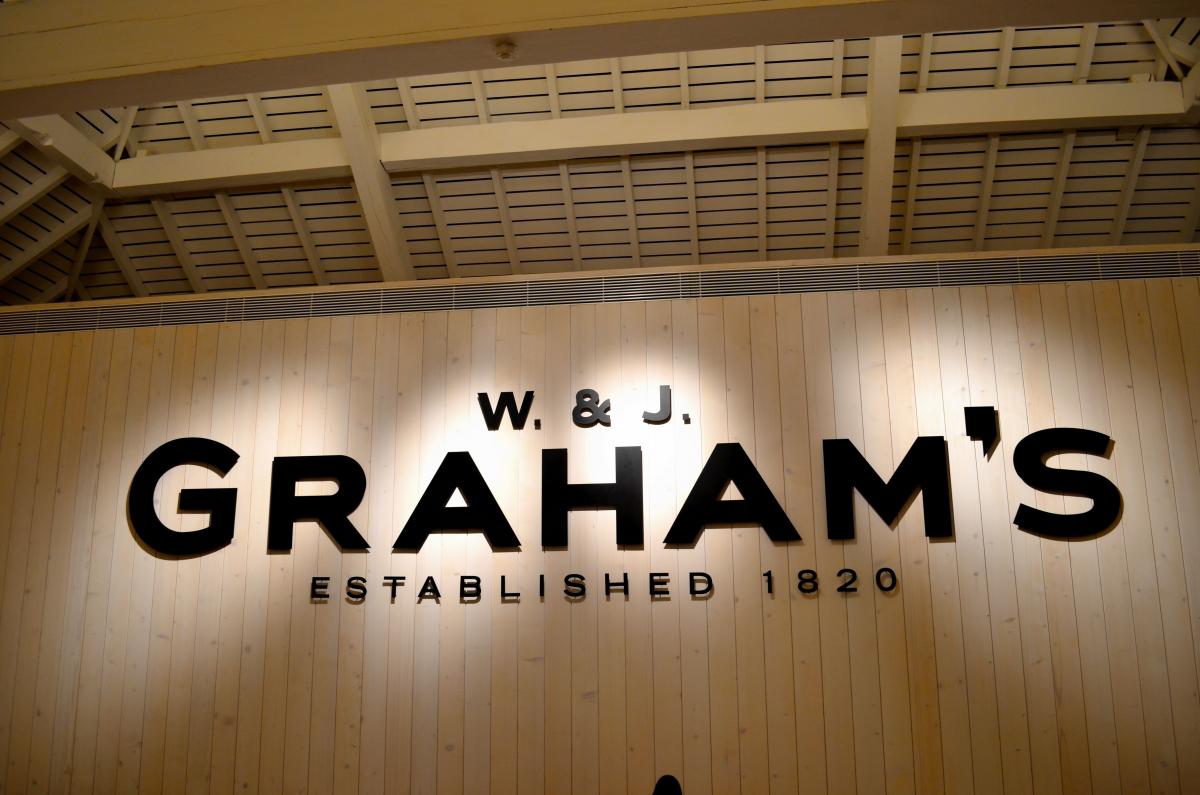 W. & J.
GRAHAM'S
ESTABLISHED 1820